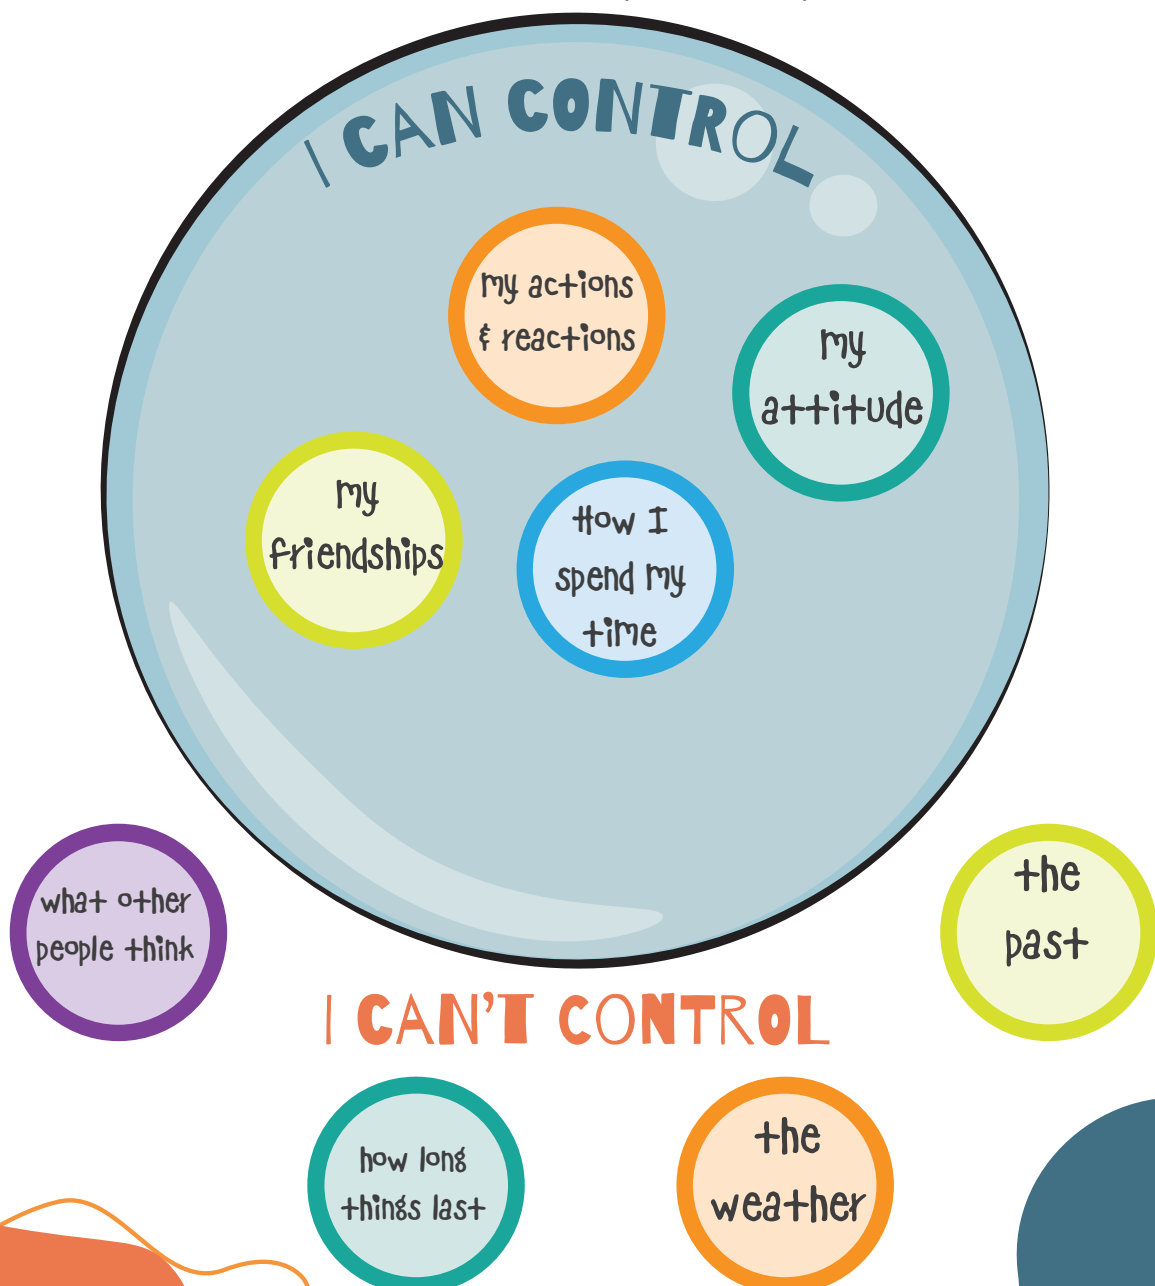 I CAN CONTROL
my actions
& reactions
my
attitude
my
friendships
How I
spend my
time
what other
people think
the
past
I CAN'T CONTROL
how long
things last
the
weather